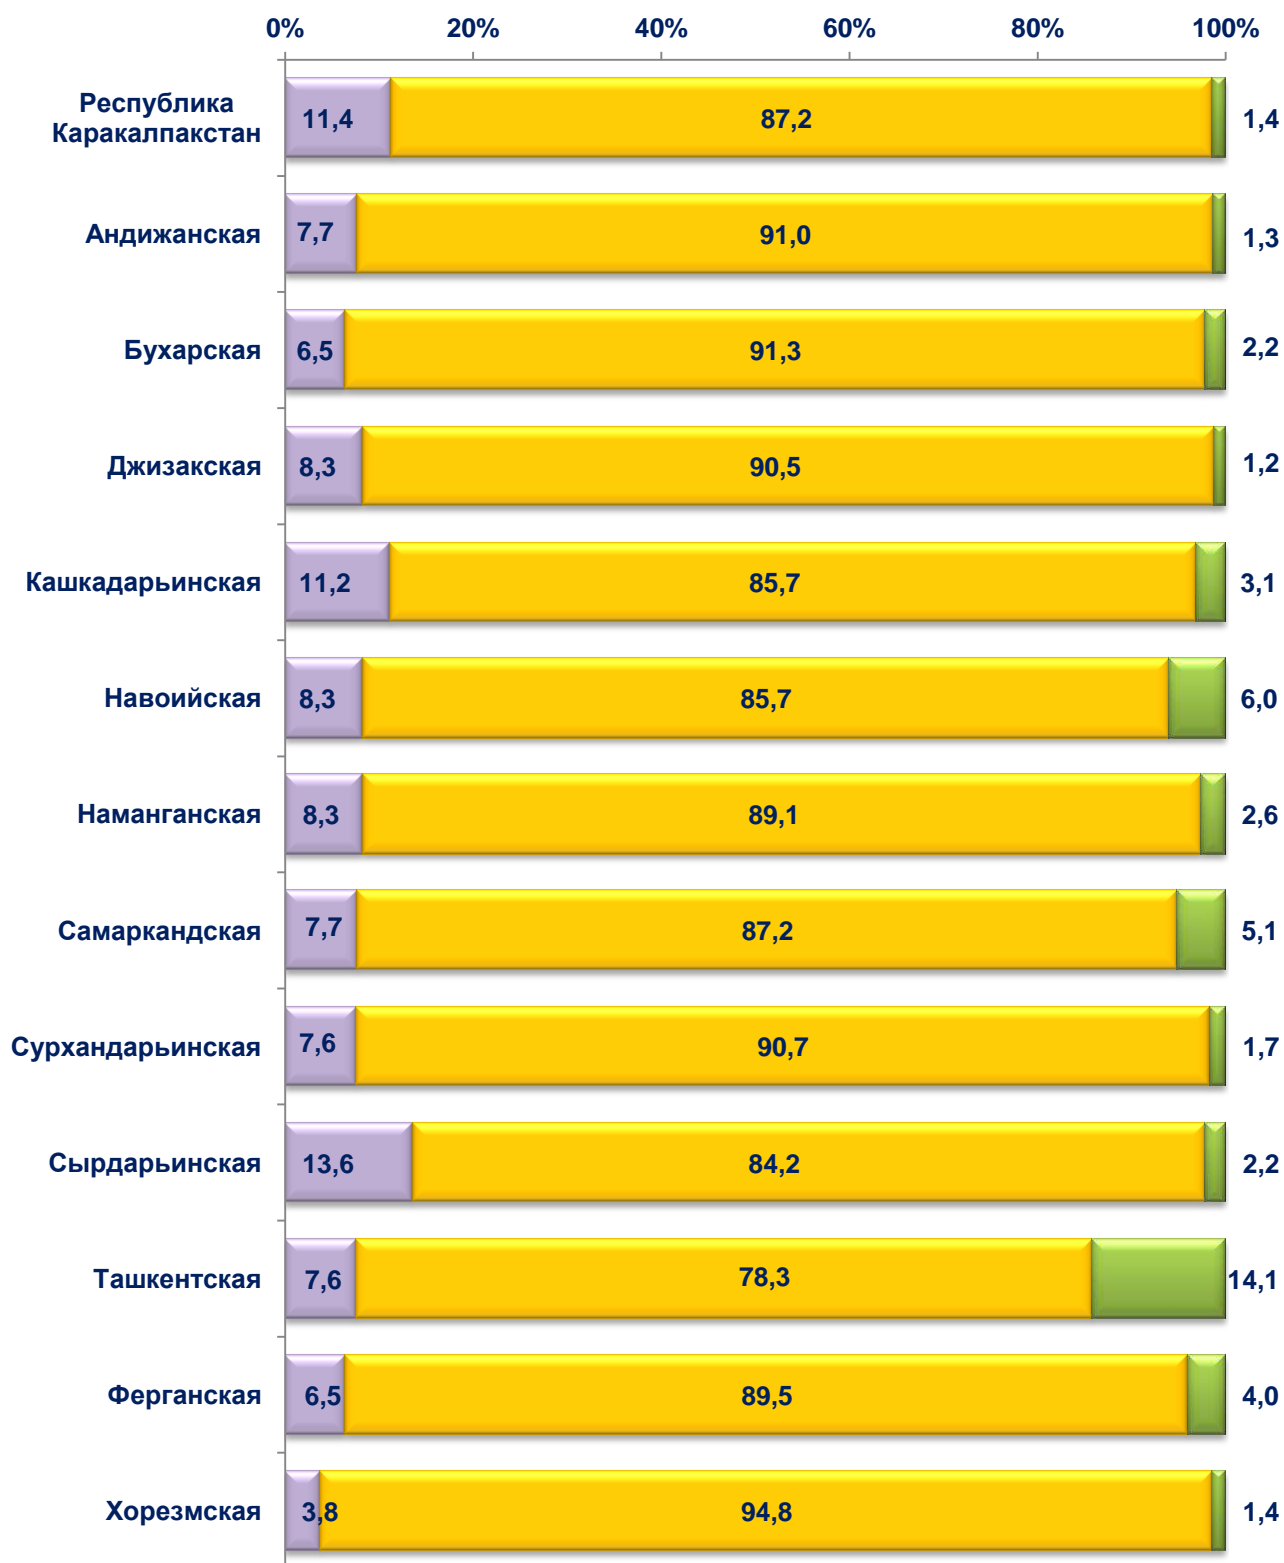 0% 20% 40% 60% 80% 100%
Республика
Каракалпакстан
11,4 87,2 1,4
Андижанская 7,7 91,0 1,3
Бухарская 6,5 91,3 2,2
Джизакская 8,3 90,5 1,2
Кашкадарьинская 11,2 85,7 3,1
Навоийская 8,3 85,7 6,0
Наманганская 8,3 89,1 2,6
Самаркандская 7,7 87,2 5,1
Сурхандарьинская 7,6 90,7 1,7
Сырдарьинская 13,6 84,2 2,2
Ташкентская 7,6 78,3 14,1
Ферганская 6,5 89,5 4,0
Хорезмская 3,8 94,8 1,4